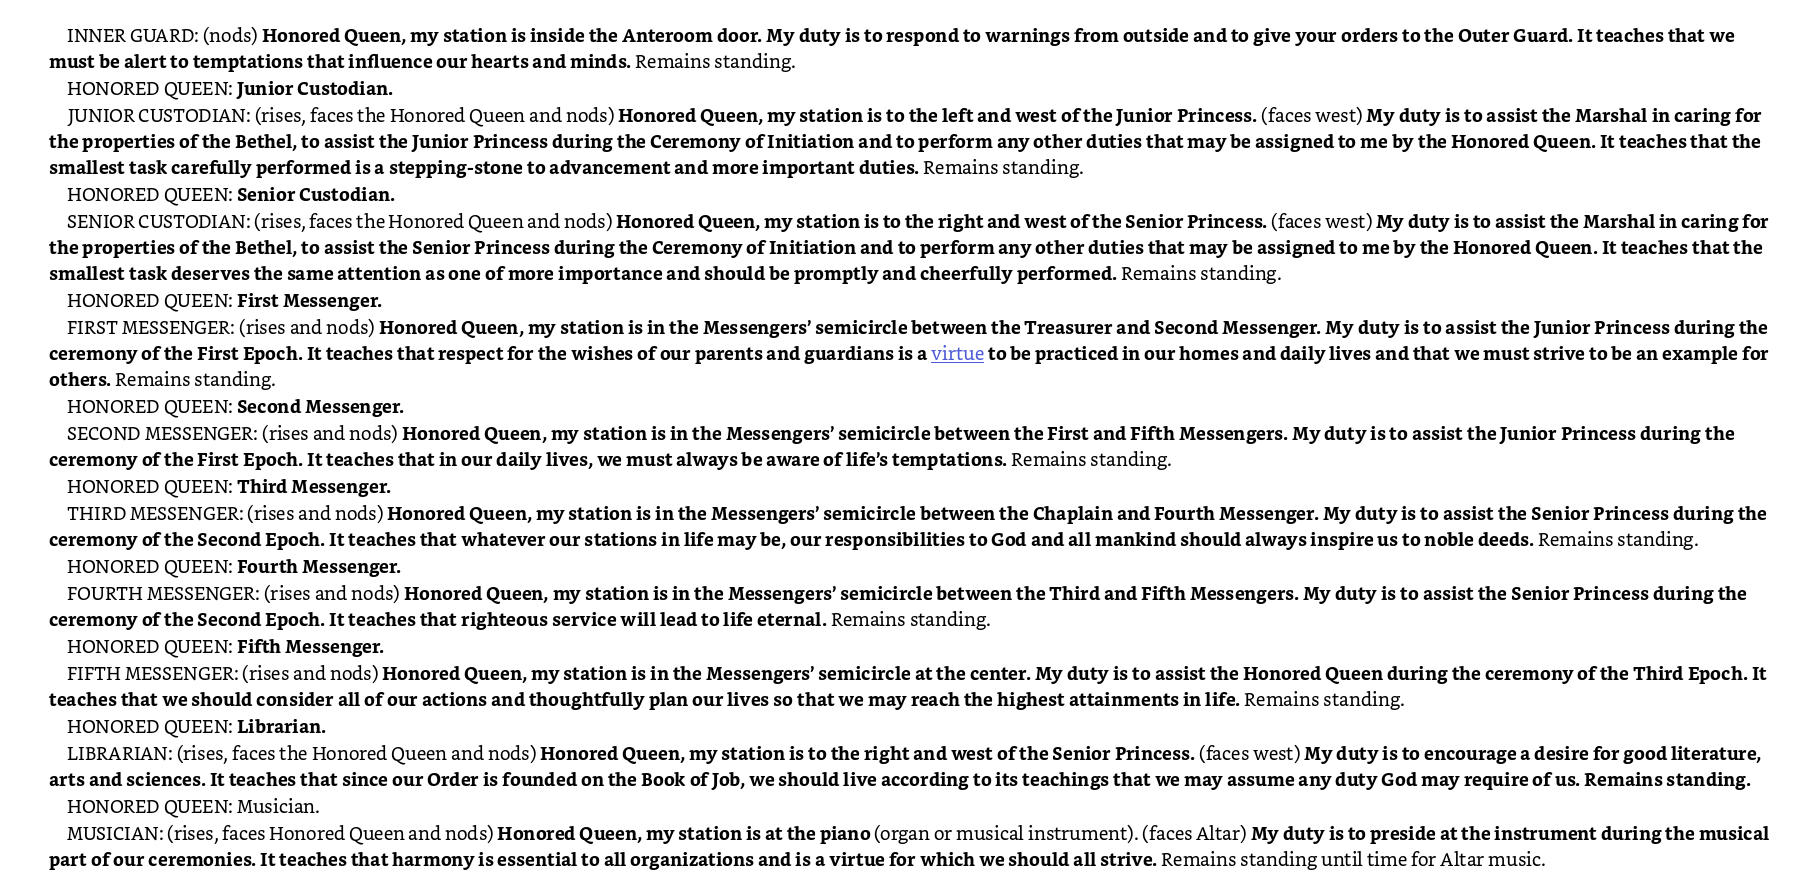 INNER GUARD: (nods) Honored Queen, my station is inside the Anteroom door. My duty is to respond to warnings from outside and to give your orders to the Outer Guard. It teaches that we
must be alert to temptations that influence our hearts and minds. Remains standing.
HONORED QUEEN: Junior Custodian.
JUNIOR CUSTODIAN: (rises, faces the Honored Queen and nods) Honored Queen, my station is to the left and west of the Junior Princess. (faces west) My duty is to assist the Marshal in caring for
the properties of the Bethel, to assist the Junior Princess during the Ceremony of Initiation and to perform any other duties that may be assigned to me by the Honored Queen. It teaches that the
smallest task carefully performed is a stepping-stone to advancement and more important duties. Remains standing.
HONORED QUEEN: Senior Custodian.
SENIOR CUSTODIAN: (rises, faces the Honored Queen and nods) Honored Queen, my station is to the right and west of the Senior Princess. (faces west) My duty is to assist the Marshal in caring for
the properties of the Bethel, to assist the Senior Princess during the Ceremony of Initiation and to perform any other duties that may be assigned to me by the Honored Queen. It teaches that the
smallest task deserves the same attention as one of more importance and should be promptly and cheerfully performed. Remains standing.
HONORED QUEEN: First Messenger.
FIRST MESSENGER: (rises and nods) Honored Queen, my station is in the Messengers’ semicircle between the Treasurer and Second Messenger. My duty is to assist the Junior Princess during the
ceremony of the First Epoch. It teaches that respect for the wishes of our parents and guardians is a virtue to be practiced in our homes and daily lives and that we must strive to be an example for
others. Remains standing.
HONORED QUEEN: Second Messenger.
SECOND MESSENGER: (rises and nods) Honored Queen, my station is in the Messengers’ semicircle between the First and Fifth Messengers. My duty is to assist the Junior Princess during the
ceremony of the First Epoch. It teaches that in our daily lives, we must always be aware of life’s temptations. Remains standing.
HONORED QUEEN: Third Messenger.
THIRD MESSENGER: (rises and nods) Honored Queen, my station is in the Messengers’ semicircle between the Chaplain and Fourth Messenger. My duty is to assist the Senior Princess during the
ceremony of the Second Epoch. It teaches that whatever our stations in life may be, our responsibilities to God and all mankind should always inspire us to noble deeds. Remains standing.
HONORED QUEEN: Fourth Messenger.
FOURTH MESSENGER: (rises and nods) Honored Queen, my station is in the Messengers’ semicircle between the Third and Fifth Messengers. My duty is to assist the Senior Princess during the
ceremony of the Second Epoch. It teaches that righteous service will lead to life eternal. Remains standing.
HONORED QUEEN: Fifth Messenger.
FIFTH MESSENGER: (rises and nods) Honored Queen, my station is in the Messengers’ semicircle at the center. My duty is to assist the Honored Queen during the ceremony of the Third Epoch. It
teaches that we should consider all of our actions and thoughtfully plan our lives so that we may reach the highest attainments in life. Remains standing.
HONORED QUEEN: Librarian.
LIBRARIAN: (rises, faces the Honored Queen and nods) Honored Queen, my station is to the right and west of the Senior Princess. (faces west) My duty is to encourage a desire for good literature,
arts and sciences. It teaches that since our Order is founded on the Book of Job, we should live according to its teachings that we may assume any duty God may require of us. Remains standing.
HONORED QUEEN: Musician.
MUSICIAN: (rises, faces Honored Queen and nods) Honored Queen, my station is at the piano (organ or musical instrument). (faces Altar) My duty is to preside at the instrument during the musical
part of our ceremonies. It teaches that harmony is essential to all organizations and is a virtue for which we should all strive. Remains standing until time for Altar music.